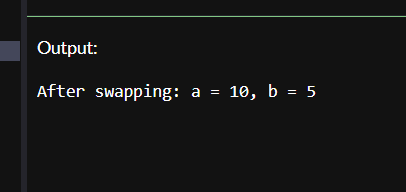 Output:
After swapping: a = 10, b = 5